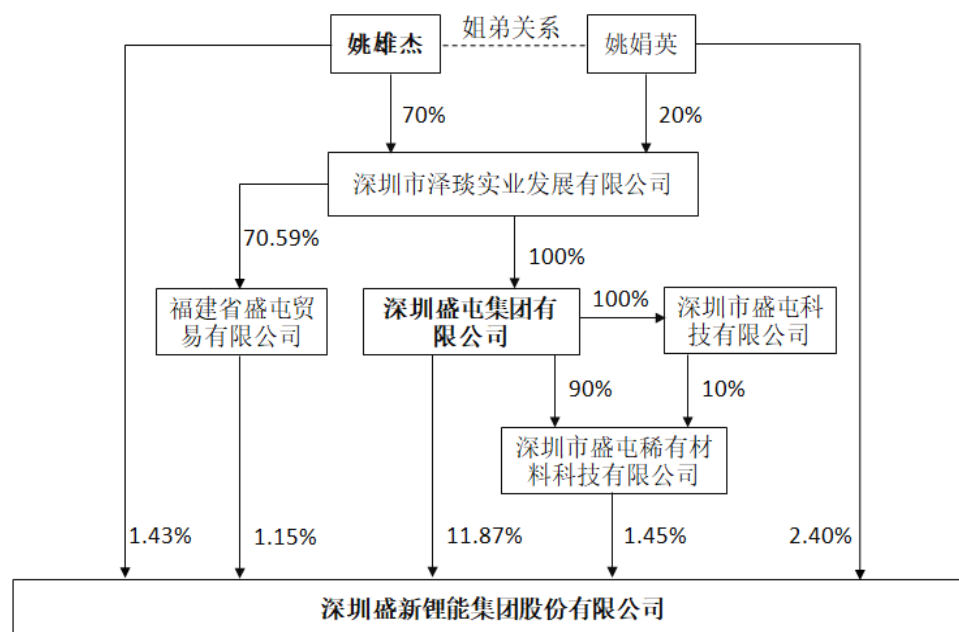 姐弟关系
姚雄杰
姚娟英
70%
20%
深圳市泽琰实业发展有限公司
70.59%
100%
福建省盛屯贸
易有限公司
深圳盛屯集团有
限公司
100%
深圳市盛屯科
技有限公司
90%
10%
深圳市盛屯稀有材
料科技有限公司
1.43%
1.15%
11.87%
1.45%
2.40%
深圳盛新锂能集团股份有限公司